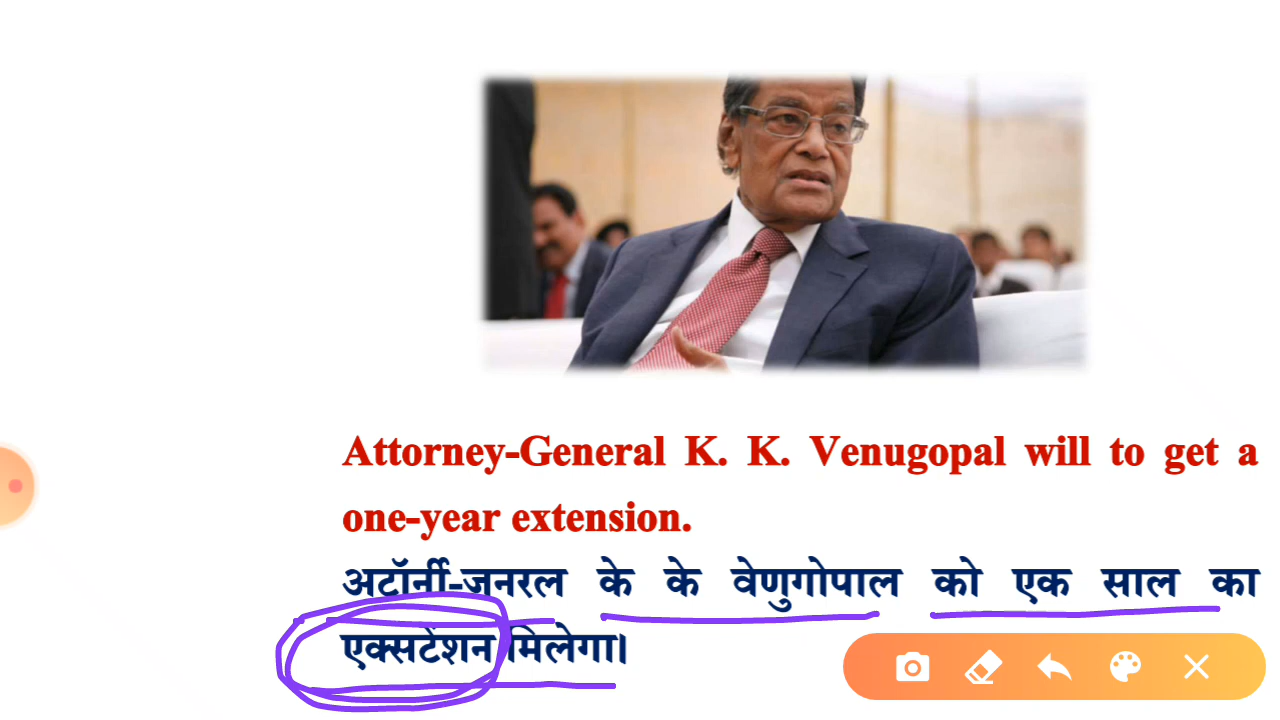 Attorney-General K. K. Venugopal will to get a
one-year extension.
अटॉर्नी-जनरल के के वेणुगोपाल को एक साल का
एक्सटेंशन मिलेगा।